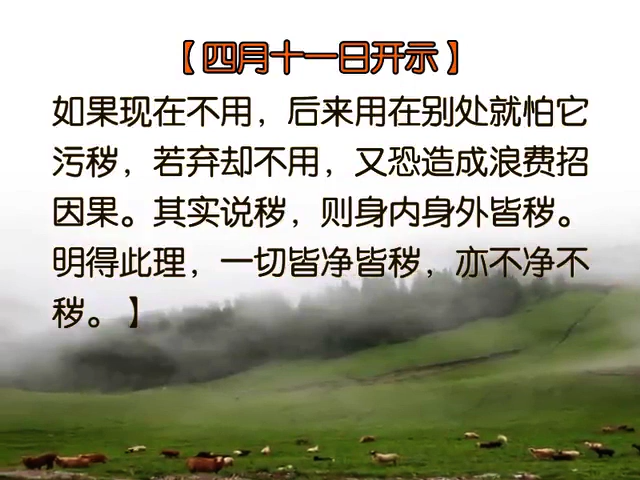 【四月十一日开示】
如果现在不用，后来用在别处就怕它
污秽，若弃却不用，又恐造成浪费招
因果。其实说秽，则身内身外皆秽。
明得此理，一切皆净皆秽，亦不净不
秽。】